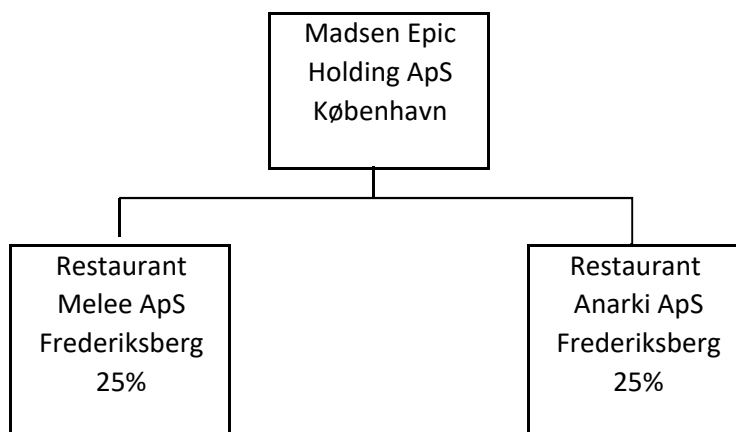 Madsen Epic
Holding ApS
København
Restaurant
Melee ApS
Frederiksberg
25%
Restaurant
Anarki ApS
Frederiksberg
25%